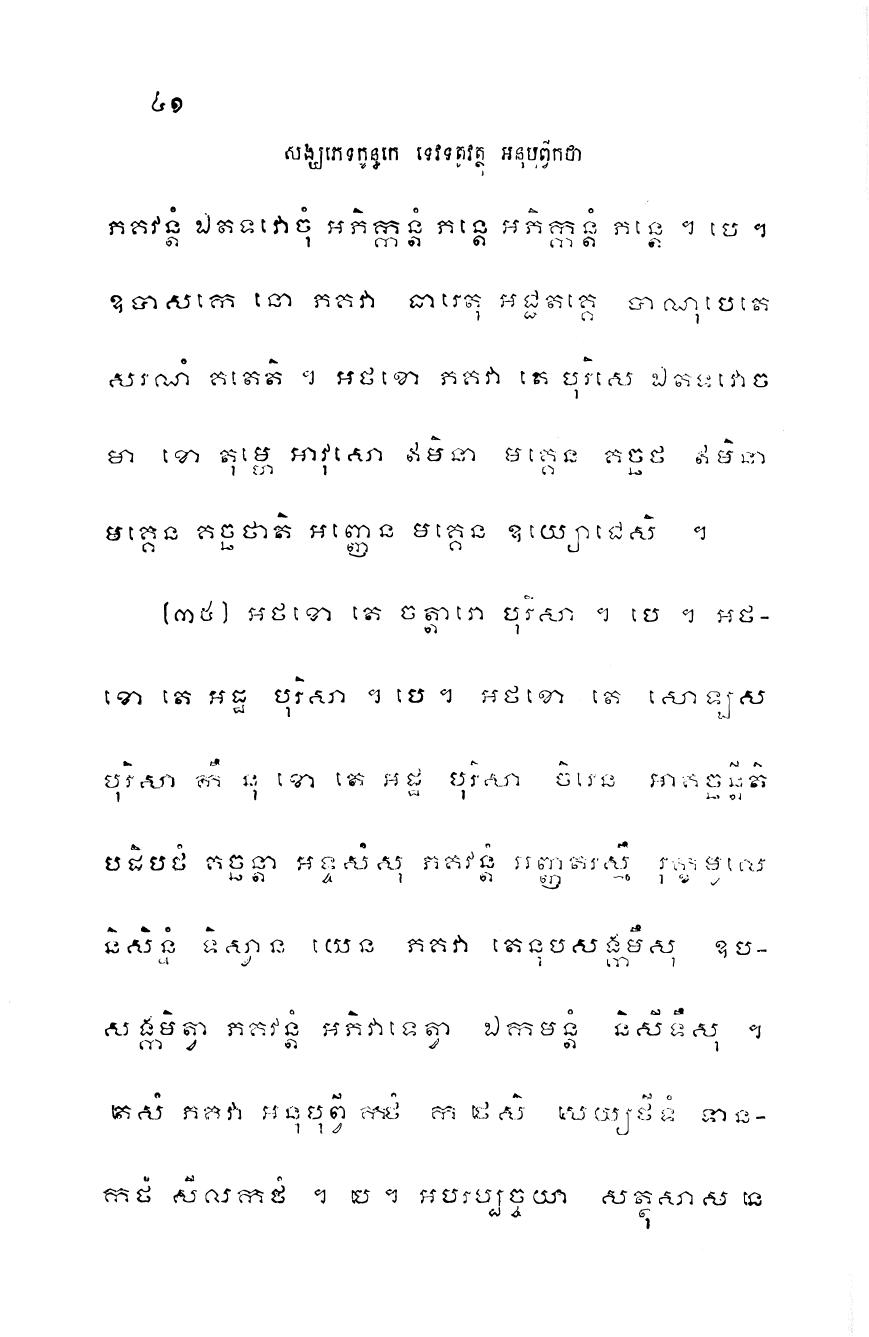 ៤១
សង្ឃភេទកូន្ធកេ ទេវទតូវត្ថុ អនុបុព្វីកថា
ភគវន្តំ ឯតទវោចុំ អភិក្កន្តំ ភន្តេ អភិក្កន្តំ ភន្តេ ។ បេ ។
ឧបាសកេ នោ ភគវា ធារេតុ អជ្ជតគ្គេ បាណុបេតេ
សរណំ គតេតិ ។ អថខោ ភគវា តេ បុរិសេ ឯតទវោច
មា ខោ តុម្ហេ អាវុសោ ឥមិនា មគ្គេន គច្ឆថ ឥមិនា
មគ្គេន គច្ឆថាតិ អញ្ញេន មគ្គេន ឧយ្យោជេសិ ។
[៣៥] អថខោ តេ ចត្តារោ បុរិសា ។ បេ ។ អថ-
ខោ តេ អដ្ឋ បុរិសា ។ បេ ។ អថខោ តេ សោឡស
បុរិសា កឹ នុ ខោ តេ អដ្ឋ បុរិសា ចិរេន អាគច្ឆន្តីតិ
បដិបថំ គច្ឆន្តា អទ្ទសំសុ ភគវន្តំ អញ្ញតរស្មឹ រុក្ខមូលេ
និសិន្នំ ទិស្វាន យេន ភគវា តេនុបសង្កមឹសុ ឧប-
សង្កមិត្វា ភគវន្តំ អភិវាទេត្វា ឯកមន្តំ និសីទឹសុ ។
តេសំ ភគវា អនុបុព្វីកថំ កថេសិ សេយ្យថីទំ ទាន-
កថំ សីលកថំ ។ បេ ។ អបរប្បច្ចយា សត្ថុសាសនេ